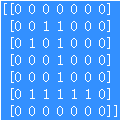 [[0 0 0 0 0 0 0]
[0 0 1 1 0 0 0]
[0 1 0 1 0 0 0]
[0 0 0 1 0 0 0]
[0 0 0 1 0 0 0]
[0 1 1 1 1 1 0]
[0 0 0 0 0 0 0]]